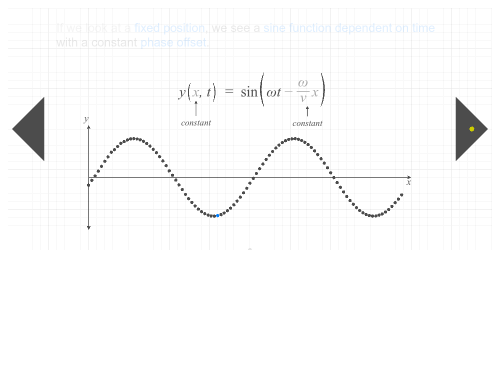 If we look at a fixed position, we see a sine function dependent on time
with a constant phase offset.
y(x, t) = sin(ωt − ω/v x)
constant constant
y
x